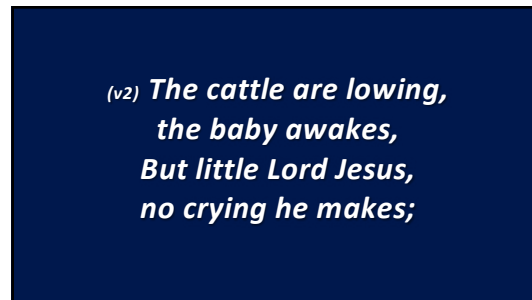 (v2) The cattle are lowing,
the baby awakes,
But little Lord Jesus,
no crying he makes;